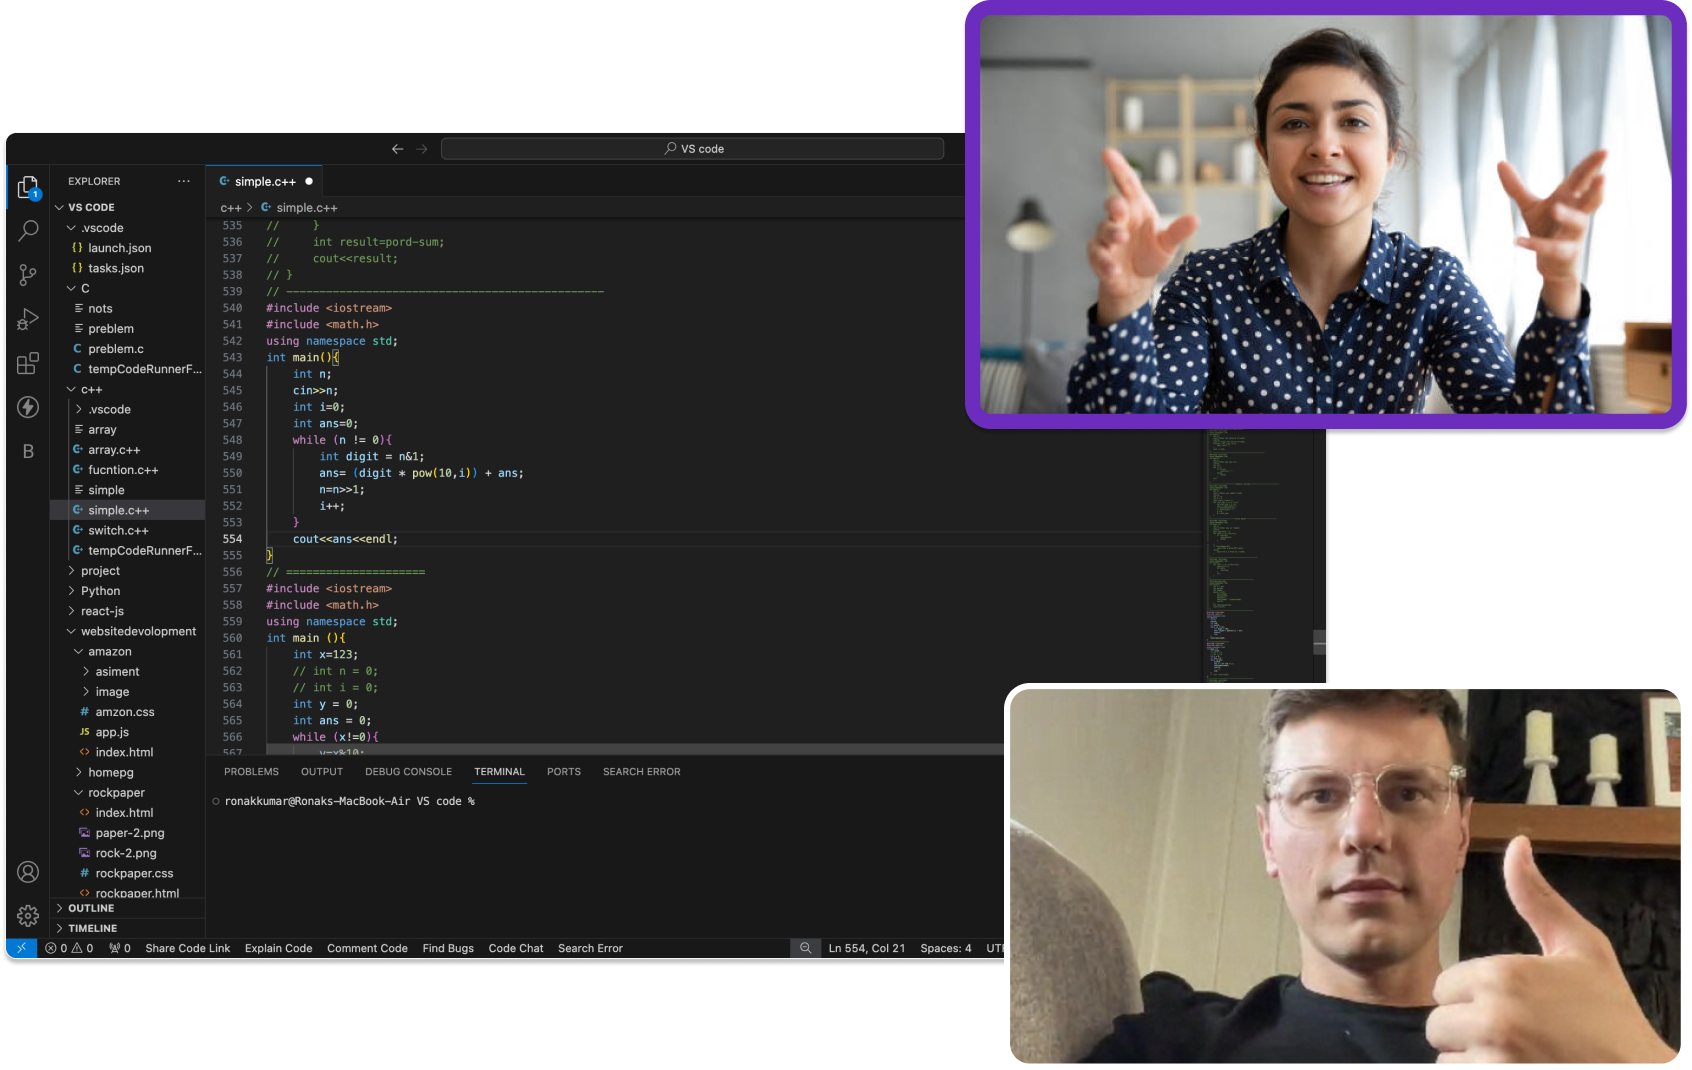 VS code
EXPLORER
VS CODE
.vscode
launch.json
tasks.json
C
nots
preblem
preblem.c
tempCodeRunnerF...
c++
.vscode
array
array.c++
fucntion.c++
simple
simple.c++
switch.c++
tempCodeRunnerF...
project
Python
react-js
websitedevolopment
amazon
asiment
image
amzon.css
app.js
index.html
homepg
rockpaper
index.html
paper-2.png
rock-2.png
rockpaper.css
rockpaper.html
OUTLINE
TIMELINE
simple.c++
c++ > simple.c++
535 //     }
536 //     int result=pord-sum;
537 //     cout<<result;
538 // }
539 // ------------------------------------------------
540 #include <iostream>
541 #include <math.h>
542 using namespace std;
543 int main(){
544     int n;
545     cin>>n;
546     int i=0;
547     int ans=0;
548     while (n != 0){
549         int digit = n&1;
550         ans= (digit * pow(10,i)) + ans;
551         n=n>>1;
552         i++;
553     }
554     cout<<ans<<endl;
555 }
556 // =====================
557 #include <iostream>
558 #include <math.h>
559 using namespace std;
560 int main (){
561     int x=123;
562     // int n = 0;
563     // int i = 0;
564     int y = 0;
565     int ans = 0;
566     while (x!=0){
567         y=x%10;
PROBLEMS OUTPUT DEBUG CONSOLE TERMINAL PORTS SEARCH ERROR
ronakkumar@Ronaks-MacBook-Air VS code %
0 0 0 Share Code Link Explain Code Comment Code Find Bugs Code Chat Search Error Ln 554, Col 21 Spaces: 4